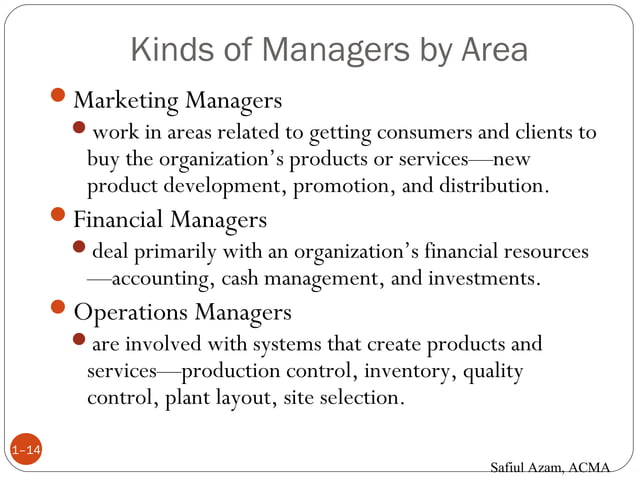 Kinds of Managers by Area
Marketing Managers
work in areas related to getting consumers and clients to
buy the organization’s products or services—new
product development, promotion, and distribution.
Financial Managers
deal primarily with an organization’s financial resources
—accounting, cash management, and investments.
Operations Managers
are involved with systems that create products and
services—production control, inventory, quality
control, plant layout, site selection.
1–14
Safiul Azam, ACMA